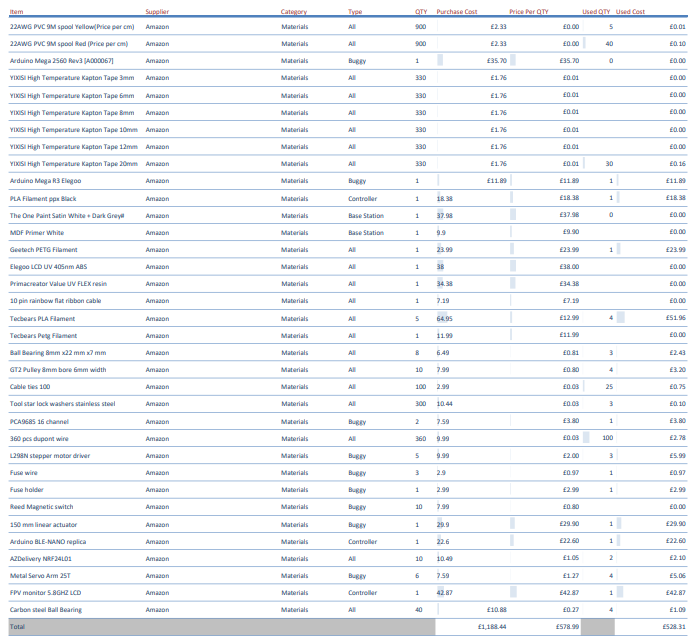 Item Supplier Category Type QTY Purchase Cost Price Per QTY Used QTY Used Cost
22AWG PVC 9M spool Yellow(Price per cm) Amazon Materials All 900 £2.33 £0.00 5 £0.01
22AWG PVC 9M spool Red (Price per cm) Amazon Materials All 900 £2.33 £0.00 40 £0.10
Arduino Mega 2560 Rev3 [A000067] Amazon Materials Buggy 1 £35.70 £35.70 0 £0.00
YIXISI High Temperature Kapton Tape 3mm Amazon Materials All 330 £1.76 £0.01 £0.00
YIXISI High Temperature Kapton Tape 6mm Amazon Materials All 330 £1.76 £0.01 £0.00
YIXISI High Temperature Kapton Tape 8mm Amazon Materials All 330 £1.76 £0.01 £0.00
YIXISI High Temperature Kapton Tape 10mm Amazon Materials All 330 £1.76 £0.01 £0.00
YIXISI High Temperature Kapton Tape 12mm Amazon Materials All 330 £1.76 £0.01 £0.00
YIXISI High Temperature Kapton Tape 20mm Amazon Materials All 330 £1.76 £0.01 30 £0.16
Arduino Mega R3 Elegoo Amazon Materials Buggy 1 £11.89 £11.89 1 £11.89
PLA Filament ppx Black Amazon Materials Controller 1 18.38 £18.38 1 £18.38
The One Paint Satin White + Dark Grey# Amazon Materials Base Station 1 37.98 £37.98 0 £0.00
MDF Primer White Amazon Materials Base Station 1 9.9 £9.90 £0.00
Geetech PETG Filament Amazon Materials All 1 23.99 £23.99 1 £23.99
Elegoo LCD UV 405nm ABS Amazon Materials All 1 38 £38.00 £0.00
Primacreator Value UV FLEX resin Amazon Materials All 1 34.38 £34.38 £0.00
10 pin rainbow flat ribbon cable Amazon Materials All 1 7.19 £7.19 £0.00
Tecbears PLA Filament Amazon Materials All 5 64.95 £12.99 4 £51.96
Tecbears Petg Filament Amazon Materials All 1 11.99 £11.99 £0.00
Ball Bearing 8mm x22 mm x7 mm Amazon Materials All 8 6.49 £0.81 3 £2.43
GT2 Pulley 8mm bore 6mm width Amazon Materials All 10 7.99 £0.80 4 £3.20
Cable ties 100 Amazon Materials All 100 2.99 £0.03 25 £0.75
Tool star lock washers stainless steel Amazon Materials All 300 10.44 £0.03 3 £0.10
PCA9685 16 channel Amazon Materials Buggy 2 7.59 £3.80 1 £3.80
360 pcs dupont wire Amazon Materials All 360 9.99 £0.03 100 £2.78
L298N stepper motor driver Amazon Materials Buggy 5 9.99 £2.00 3 £5.99
Fuse wire Amazon Materials Buggy 3 2.9 £0.97 1 £0.97
Fuse holder Amazon Materials Buggy 1 2.99 £2.99 1 £2.99
Reed Magnetic switch Amazon Materials Buggy 10 7.99 £0.80 £0.00
150 mm linear actuator Amazon Materials Buggy 1 29.9 £29.90 1 £29.90
Arduino BLE-NANO replica Amazon Materials Controller 1 22.6 £22.60 1 £22.60
AZDelivery NRF24L01 Amazon Materials All 10 10.49 £1.05 2 £2.10
Metal Servo Arm 25T Amazon Materials Buggy 6 7.59 £1.27 4 £5.06
FPV monitor 5.8GHZ LCD Amazon Materials Controller 1 42.87 £42.87 1 £42.87
Carbon steel Ball Bearing Amazon Materials All 40 £10.88 £0.27 4 £1.09
Total £1,188.44 £578.99 £528.31